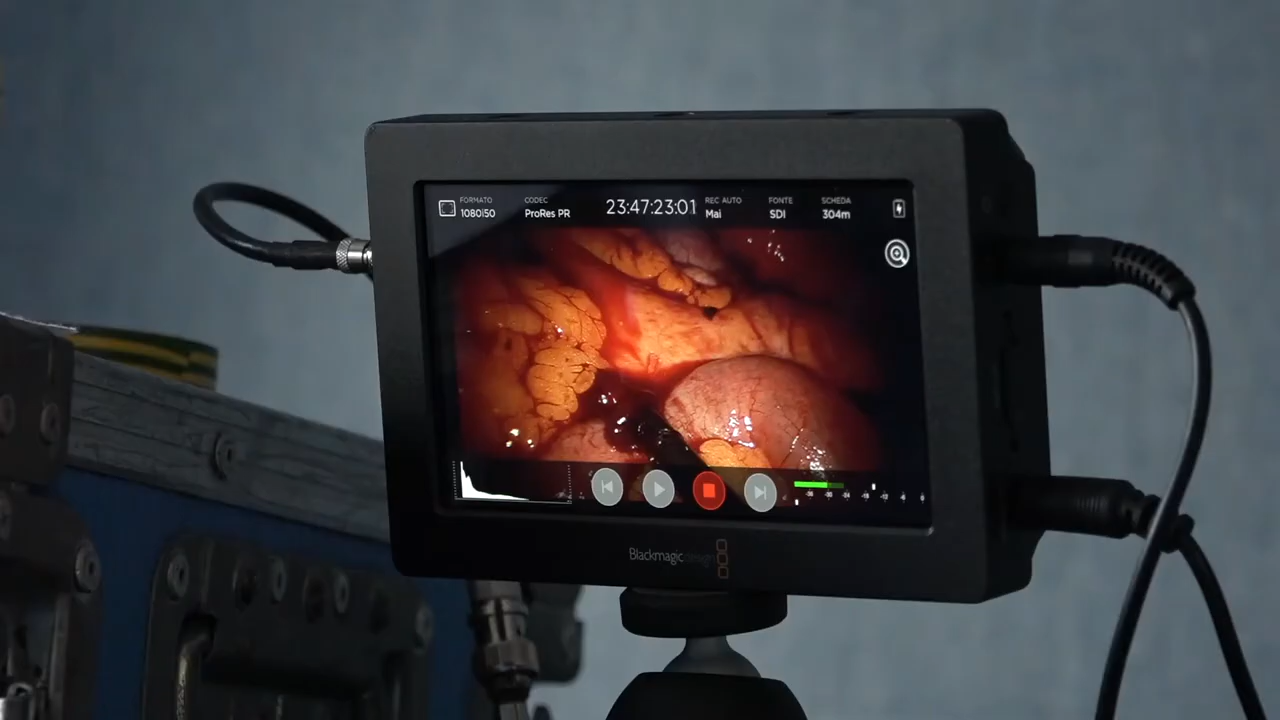 FORMATO
1080i50
CODEC
ProRes PR
23:47:23:01
REC AUTO
Mai
FONTE
SDI
SCHEDA
304m
Blackmagicdesign